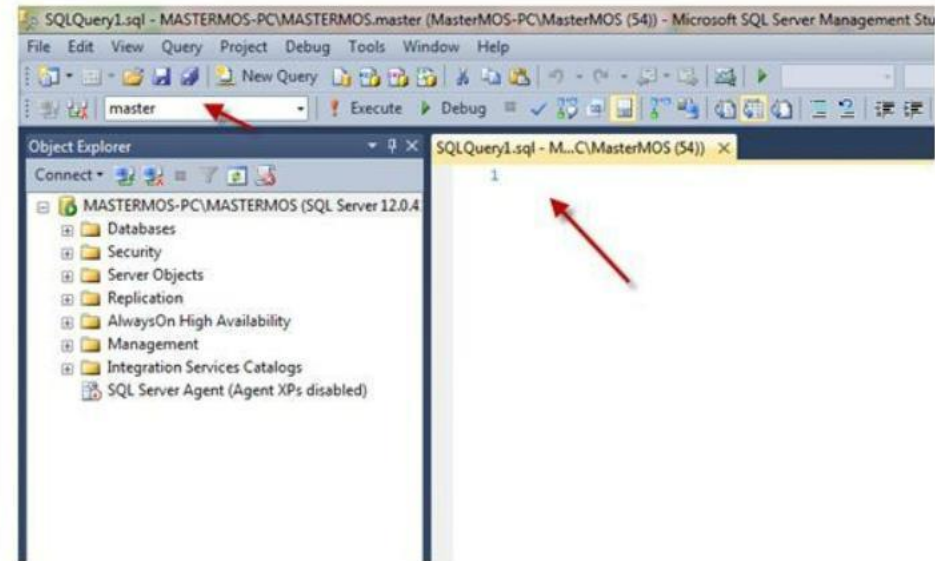 SQLQuery1.sql - MASTERMOS-PC\MASTERMOS.master (MasterMOS-PC\MasterMOS (54)) - Microsoft SQL Server Management Stu
File Edit View Query Project Debug Tools Window Help
New Query
master Execute Debug
Object Explorer
SQLQuery1.sql - M...C\MasterMOS (54))
Connect
1
MASTERMOS-PC\MASTERMOS (SQL Server 12.0.4
Databases
Security
Server Objects
Replication
AlwaysOn High Availability
Management
Integration Services Catalogs
SQL Server Agent (Agent XPs disabled)